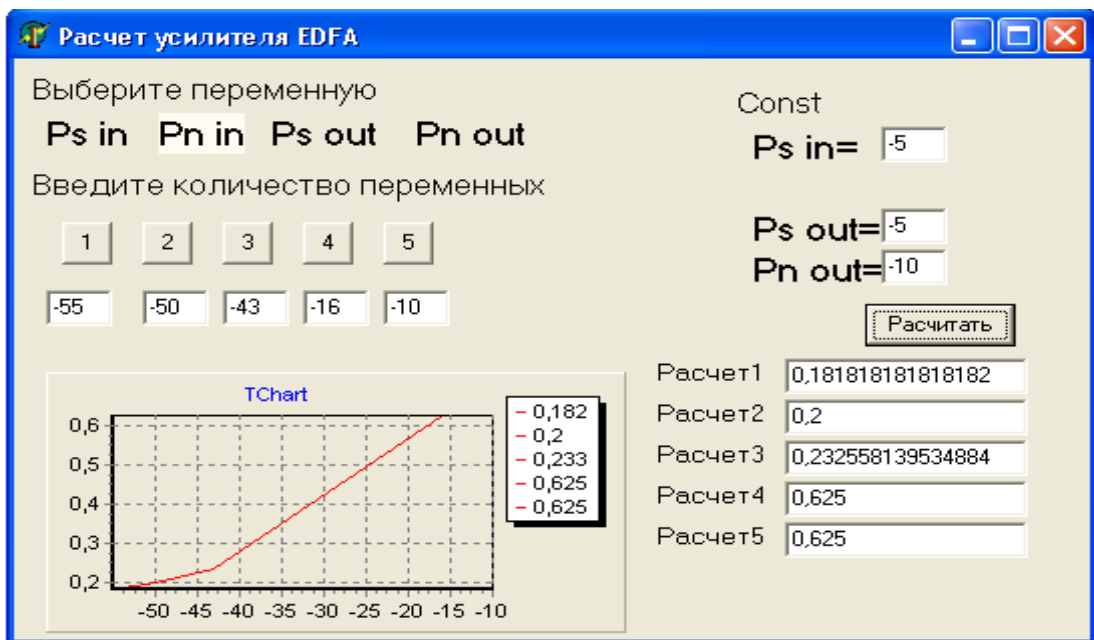 Расчет усилителя EDFA
Выберите переменную
Ps in Pn in Ps out Pn out
Введите количество переменных
1 2 3 4 5
-55 -50 -43 -16 -10
Const
Ps in= -5
Ps out= -5
Pn out= -10
Расчитать
Расчет1 0,181818181818182
Расчет2 0,2
Расчет3 0,232558139534884
Расчет4 0,625
Расчет5 0,625
TChart
0,6
0,5
0,4
0,3
0,2
-50 -45 -40 -35 -30 -25 -20 -15 -10
0,182
0,2
0,233
0,625
0,625